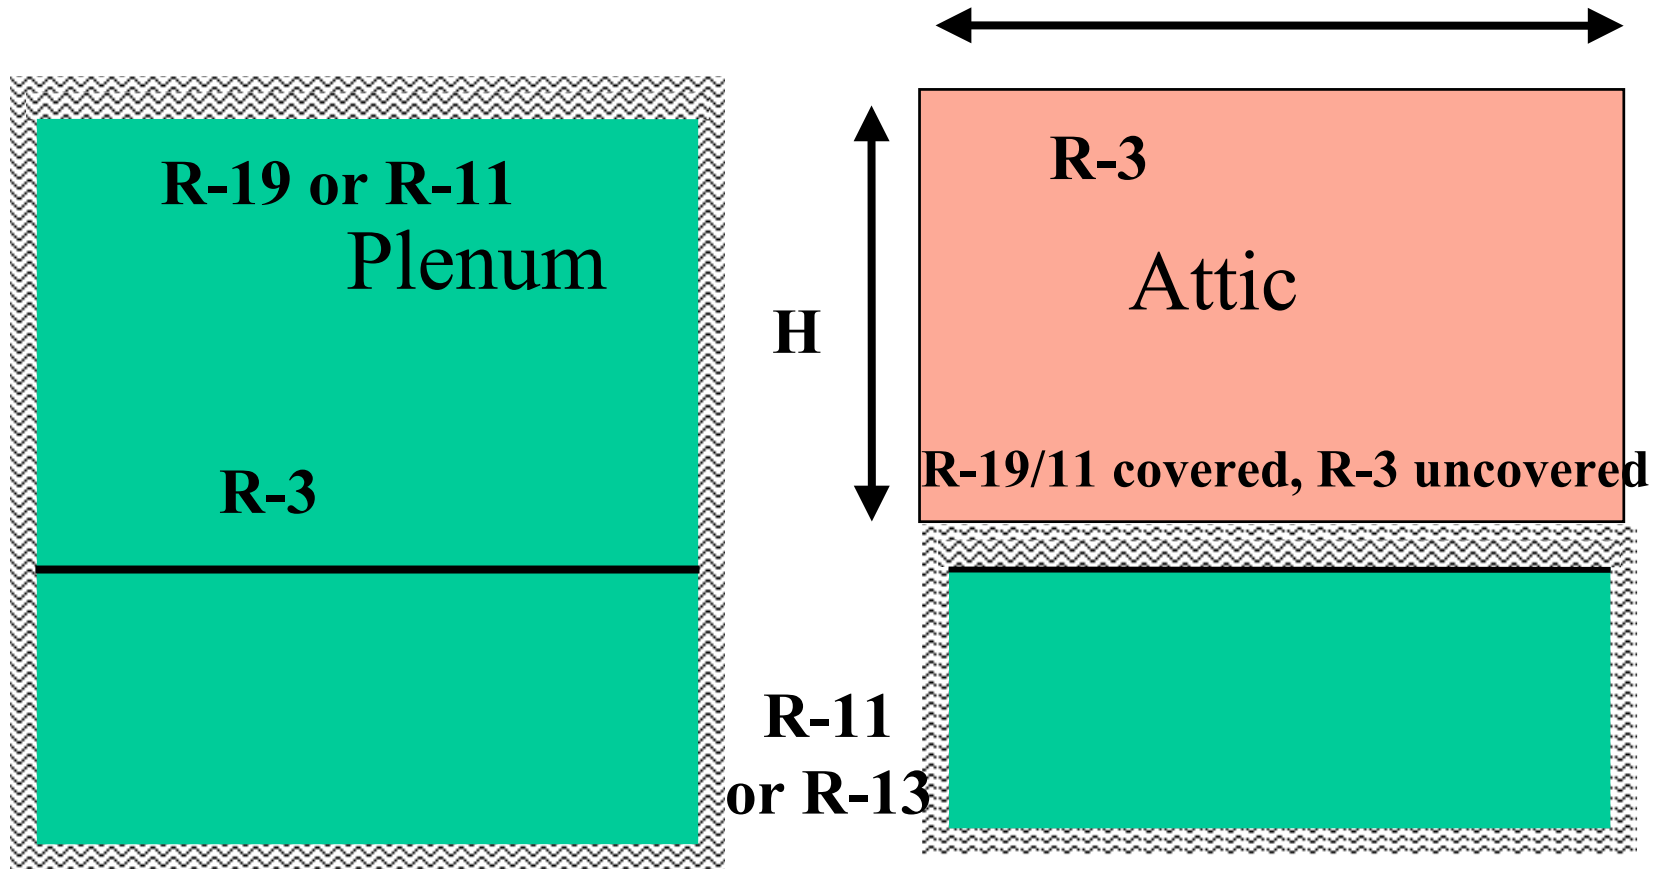 R-19 or R-11
Plenum
R-3
H
R-3
Attic
R-19/11 covered, R-3 uncovered
R-11
or R-13